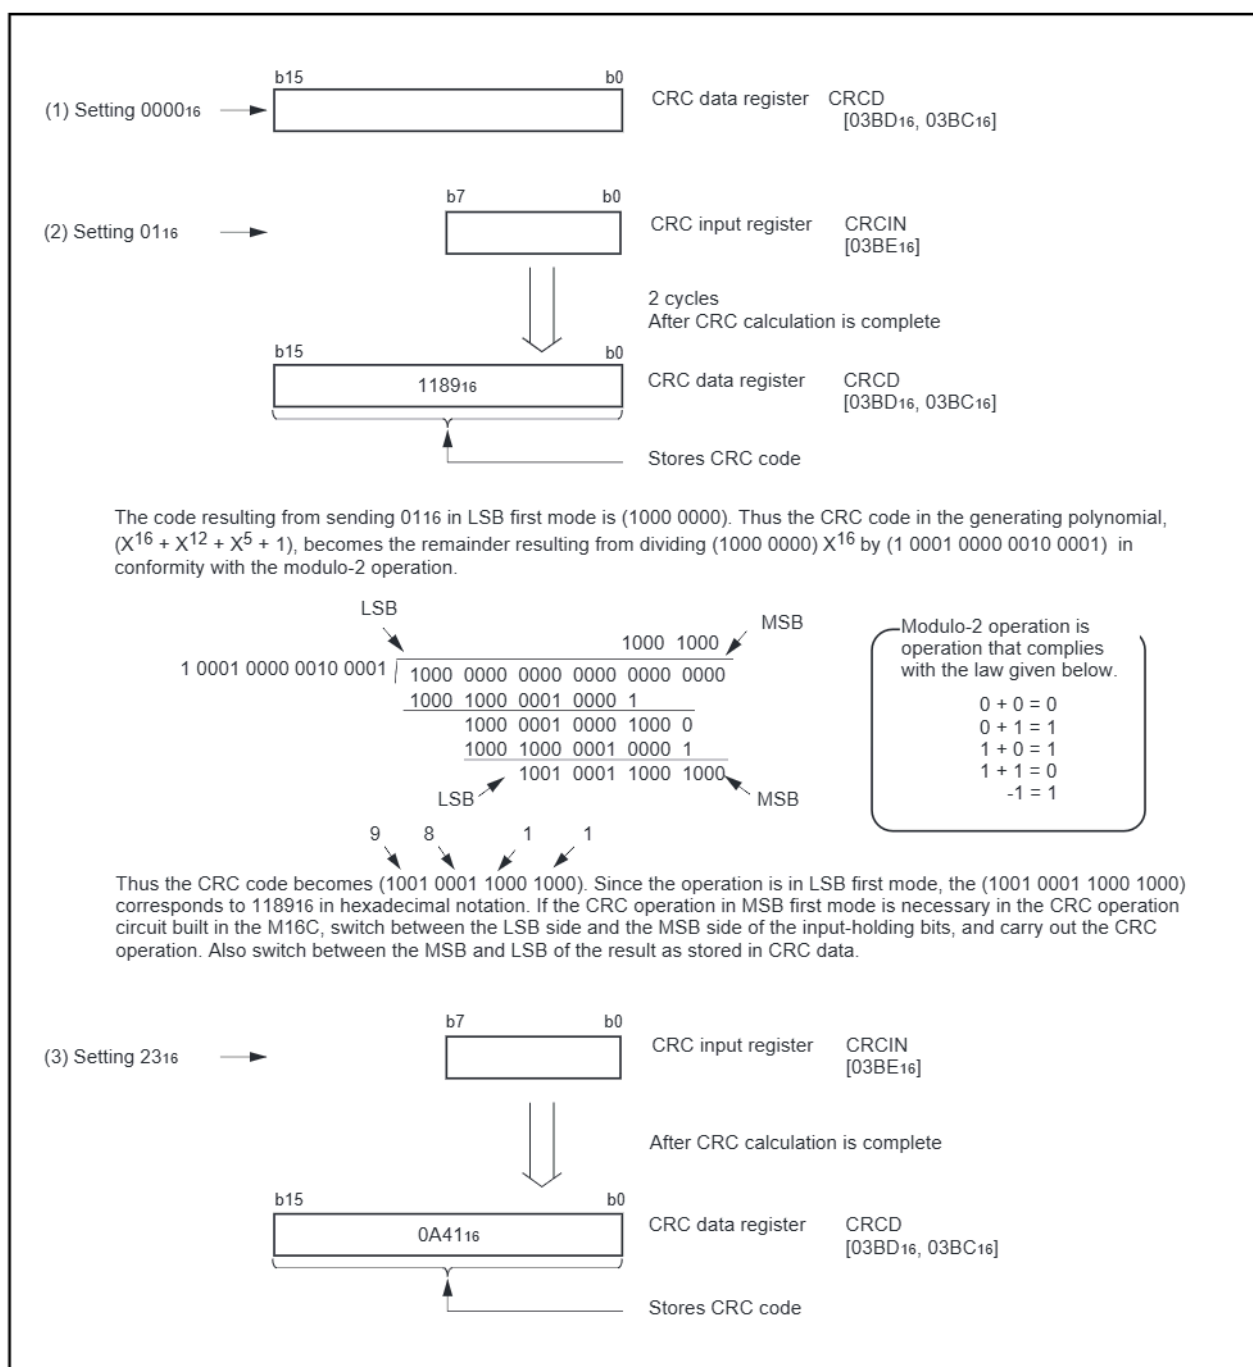 b15 b0
(1) Setting 0000₁₆ CRC data register CRCD
[03BD₁₆, 03BC₁₆]
b7 b0
(2) Setting 01₁₆ CRC input register CRCIN
[03BE₁₆]
2 cycles
After CRC calculation is complete
b15 b0
1189₁₆ CRC data register CRCD
[03BD₁₆, 03BC₁₆]
Stores CRC code
The code resulting from sending 01₁₆ in LSB first mode is (1000 0000). Thus the CRC code in the generating polynomial,
(X¹⁶ + X¹² + X⁵ + 1), becomes the remainder resulting from dividing (1000 0000) X¹⁶ by (1 0001 0000 0010 0001) in
conformity with the modulo-2 operation.
LSB MSB
1000 1000
1 0001 0000 0010 0001 1000 0000 0000 0000 0000 0000
1000 1000 0001 0000 1
1000 0001 0000 1000 0
1000 1000 0001 0000 1
1001 0001 1000 1000
LSB MSB
Modulo-2 operation is
operation that complies
with the law given below.
0 + 0 = 0
0 + 1 = 1
1 + 0 = 1
1 + 1 = 0
-1 = 1
9 8 1 1
Thus the CRC code becomes (1001 0001 1000 1000). Since the operation is in LSB first mode, the (1001 0001 1000 1000)
corresponds to 1189₁₆ in hexadecimal notation. If the CRC operation in MSB first mode is necessary in the CRC operation
circuit built in the M16C, switch between the LSB side and the MSB side of the input-holding bits, and carry out the CRC
operation. Also switch between the MSB and LSB of the result as stored in CRC data.
b7 b0
(3) Setting 23₁₆ CRC input register CRCIN
[03BE₁₆]
After CRC calculation is complete
b15 b0
0A41₁₆ CRC data register CRCD
[03BD₁₆, 03BC₁₆]
Stores CRC code